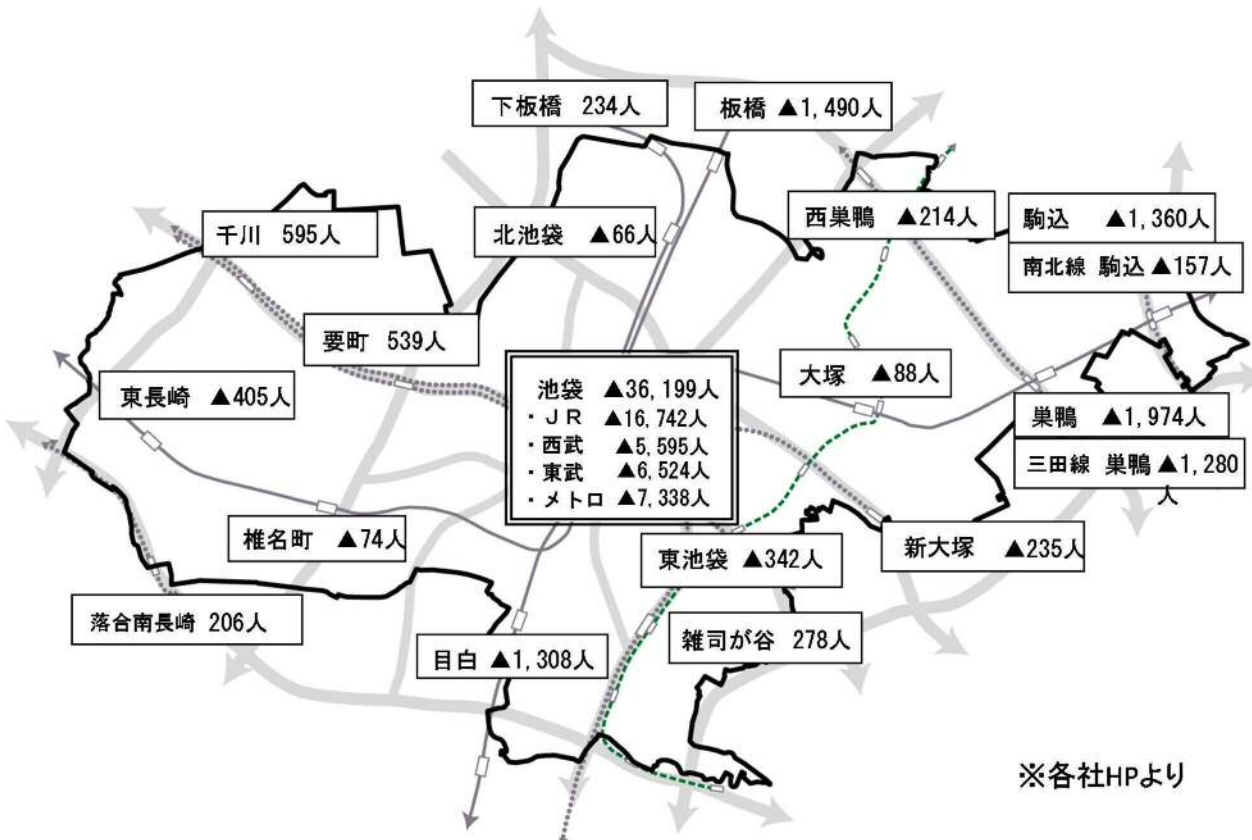 下板橋 234人
板橋 ▲1,490人
千川 595人
北池袋 ▲66人
西巣鴨 ▲214人
駒込 ▲1,360人
南北線 駒込 ▲157人
要町 539人
東長崎 ▲405人
池袋 ▲36,199人
・JR ▲16,742人
・西武 ▲5,595人
・東武 ▲6,524人
・メトロ ▲7,338人
大塚 ▲88人
巣鴨 ▲1,974人
三田線 巣鴨 ▲1,280
人
椎名町 ▲74人
東池袋 ▲342人
新大塚 ▲235人
落合南長崎 206人
目白 ▲1,308人
雑司が谷 278人
※各社HPより